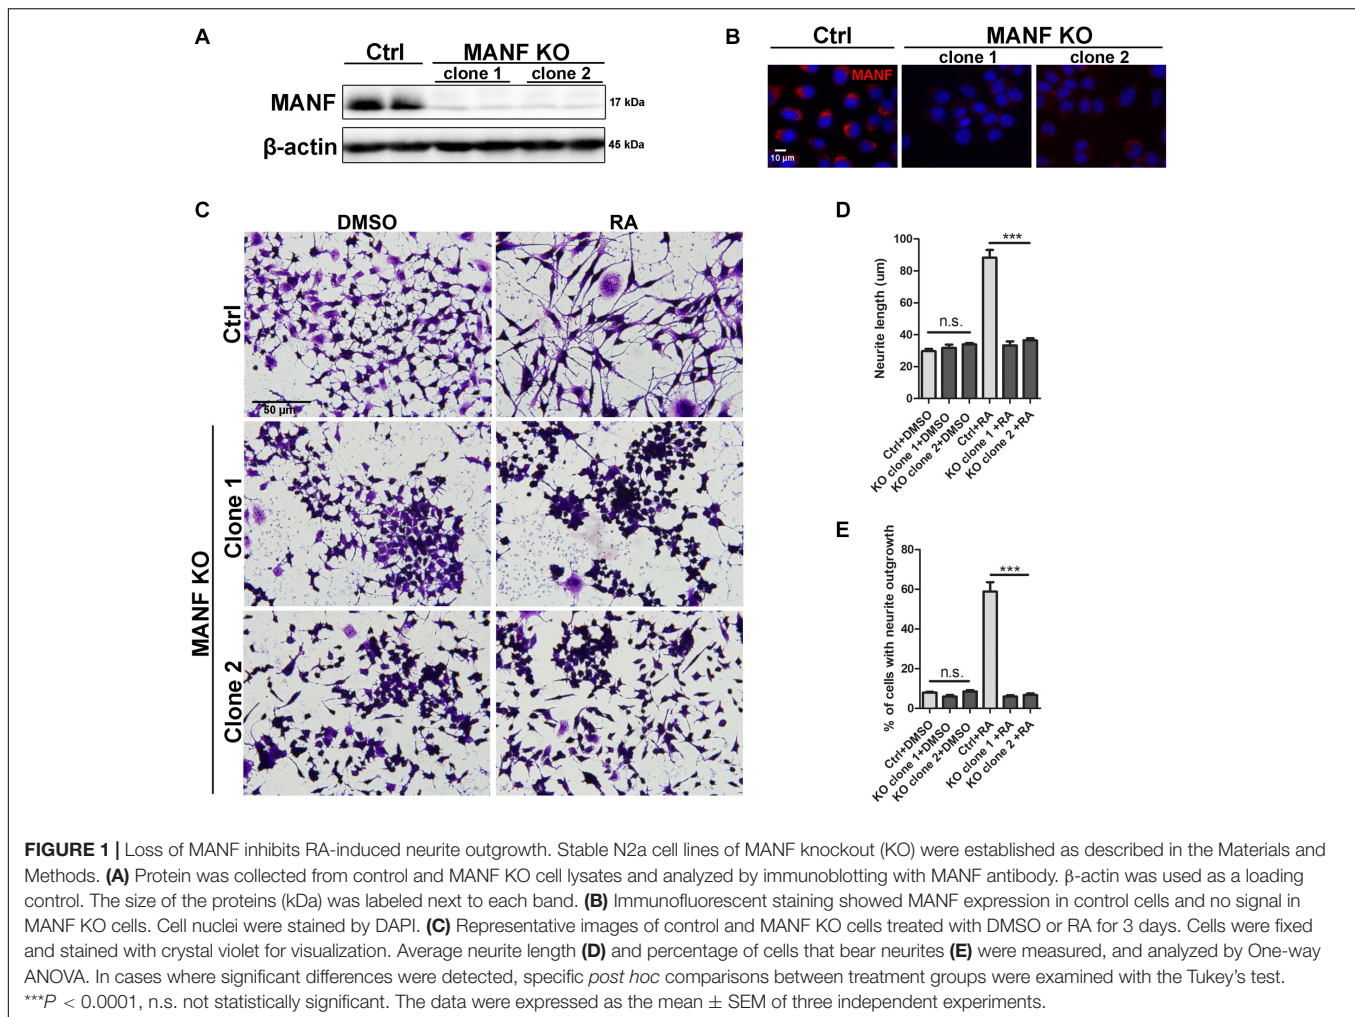 A
Ctrl
MANF KO
clone 1
clone 2
MANF
17 kDa
β-actin
45 kDa
B
Ctrl
MANF KO
clone 1
clone 2
MANF
10 µm
C
DMSO
RA
Ctrl
50 µm
MANF KO
Clone 1
Clone 2
D
Neurite length (um)
100
80
60
40
20
0
n.s.
***
Ctrl+DMSO
KO clone 1+DMSO
KO clone 2+DMSO
Ctrl+RA
KO clone 1 +RA
KO clone 2 +RA
E
% of cells with neurite outgrowth
80
60
40
20
0
n.s.
***
Ctrl+DMSO
KO clone 1+DMSO
KO clone 2+DMSO
Ctrl+RA
KO clone 1 +RA
KO clone 2 +RA
FIGURE 1 | Loss of MANF inhibits RA-induced neurite outgrowth. Stable N2a cell lines of MANF knockout (KO) were established as described in the Materials and
Methods. (A) Protein was collected from control and MANF KO cell lysates and analyzed by immunoblotting with MANF antibody. β-actin was used as a loading
control. The size of the proteins (kDa) was labeled next to each band. (B) Immunofluorescent staining showed MANF expression in control cells and no signal in
MANF KO cells. Cell nuclei were stained by DAPI. (C) Representative images of control and MANF KO cells treated with DMSO or RA for 3 days. Cells were fixed
and stained with crystal violet for visualization. Average neurite length (D) and percentage of cells that bear neurites (E) were measured, and analyzed by One-way
ANOVA. In cases where significant differences were detected, specific post hoc comparisons between treatment groups were examined with the Tukey's test.
***P < 0.0001, n.s. not statistically significant. The data were expressed as the mean ± SEM of three independent experiments.